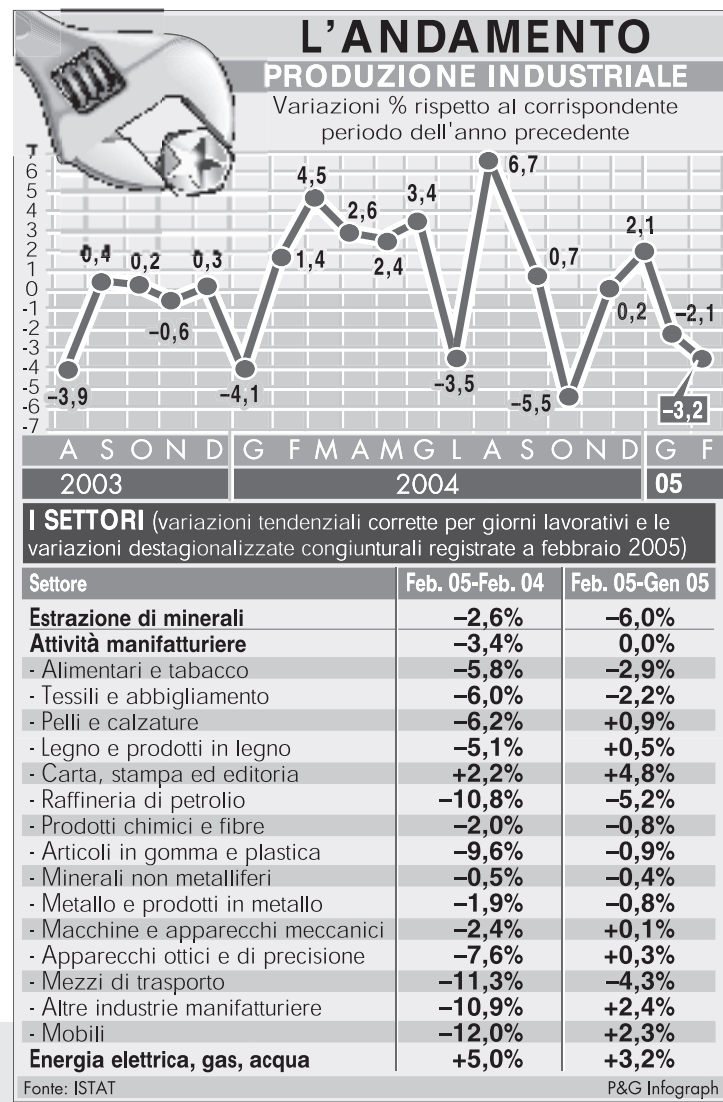 L'ANDAMENTO
PRODUZIONE INDUSTRIALE
Variazioni % rispetto al corrispondente
periodo dell'anno precedente
7
6
5
4
3
2
1
0
-1
-2
-3
-4
-5
-6
-7
–3,9
0,4
0,2
–0,6
0,3
–4,1
1,4
4,5
2,6
2,4
3,4
–3,5
6,7
0,7
–5,5
0,2
2,1
–2,1
–3,2
A S O N D G F M A M G L A S O N D G F
2003 2004 05
I SETTORI (variazioni tendenziali corrette per giorni lavorativi e le
variazioni destagionalizzate congiunturali registrate a febbraio 2005)
Settore Feb. 05-Feb. 04 Feb. 05-Gen 05
Estrazione di minerali –2,6% –6,0%
Attività manifatturiere –3,4% 0,0%
- Alimentari e tabacco –5,8% –2,9%
- Tessili e abbigliamento –6,0% –2,2%
- Pelli e calzature –6,2% +0,9%
- Legno e prodotti in legno –5,1% +0,5%
- Carta, stampa ed editoria +2,2% +4,8%
- Raffineria di petrolio –10,8% –5,2%
- Prodotti chimici e fibre –2,0% –0,8%
- Articoli in gomma e plastica –9,6% –0,9%
- Minerali non metalliferi –0,5% –0,4%
- Metallo e prodotti in metallo –1,9% –0,8%
- Macchine e apparecchi meccanici –2,4% +0,1%
- Apparecchi ottici e di precisione –7,6% +0,3%
- Mezzi di trasporto –11,3% –4,3%
- Altre industrie manifatturiere –10,9% +2,4%
- Mobili –12,0% +2,3%
Energia elettrica, gas, acqua +5,0% +3,2%
Fonte: ISTAT P&G Infograph